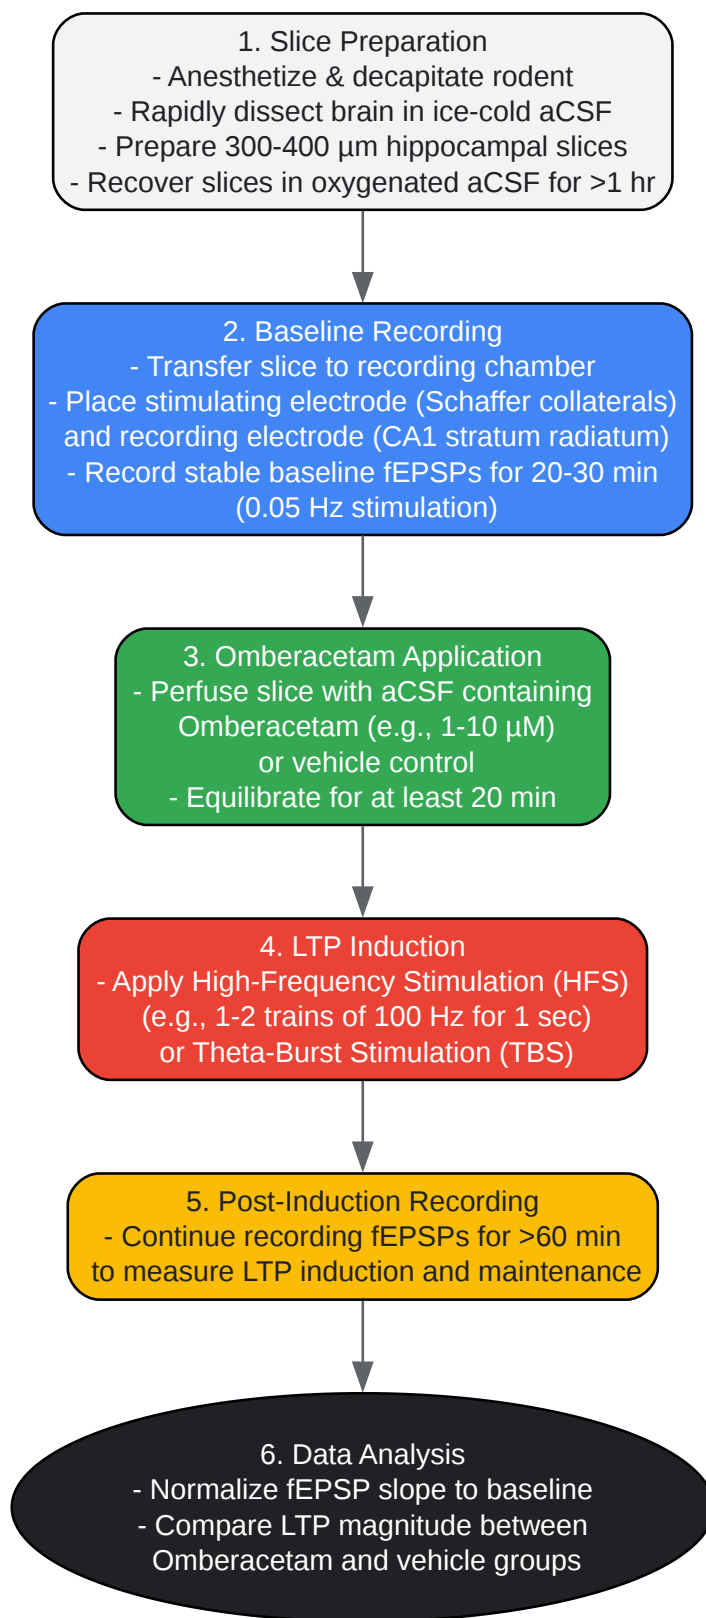 1. Slice Preparation
- Anesthetize & decapitate rodent
- Rapidly dissect brain in ice-cold aCSF
- Prepare 300-400 µm hippocampal slices
- Recover slices in oxygenated aCSF for >1 hr
2. Baseline Recording
- Transfer slice to recording chamber
- Place stimulating electrode (Schaffer collaterals)
and recording electrode (CA1 stratum radiatum)
- Record stable baseline fEPSPs for 20-30 min
(0.05 Hz stimulation)
3. Omberacetam Application
- Perfuse slice with aCSF containing
Omberacetam (e.g., 1-10 µM)
or vehicle control
- Equilibrate for at least 20 min
4. LTP Induction
- Apply High-Frequency Stimulation (HFS)
(e.g., 1-2 trains of 100 Hz for 1 sec)
or Theta-Burst Stimulation (TBS)
5. Post-Induction Recording
- Continue recording fEPSPs for >60 min
to measure LTP induction and maintenance
6. Data Analysis
- Normalize fEPSP slope to baseline
- Compare LTP magnitude between
Omberacetam and vehicle groups